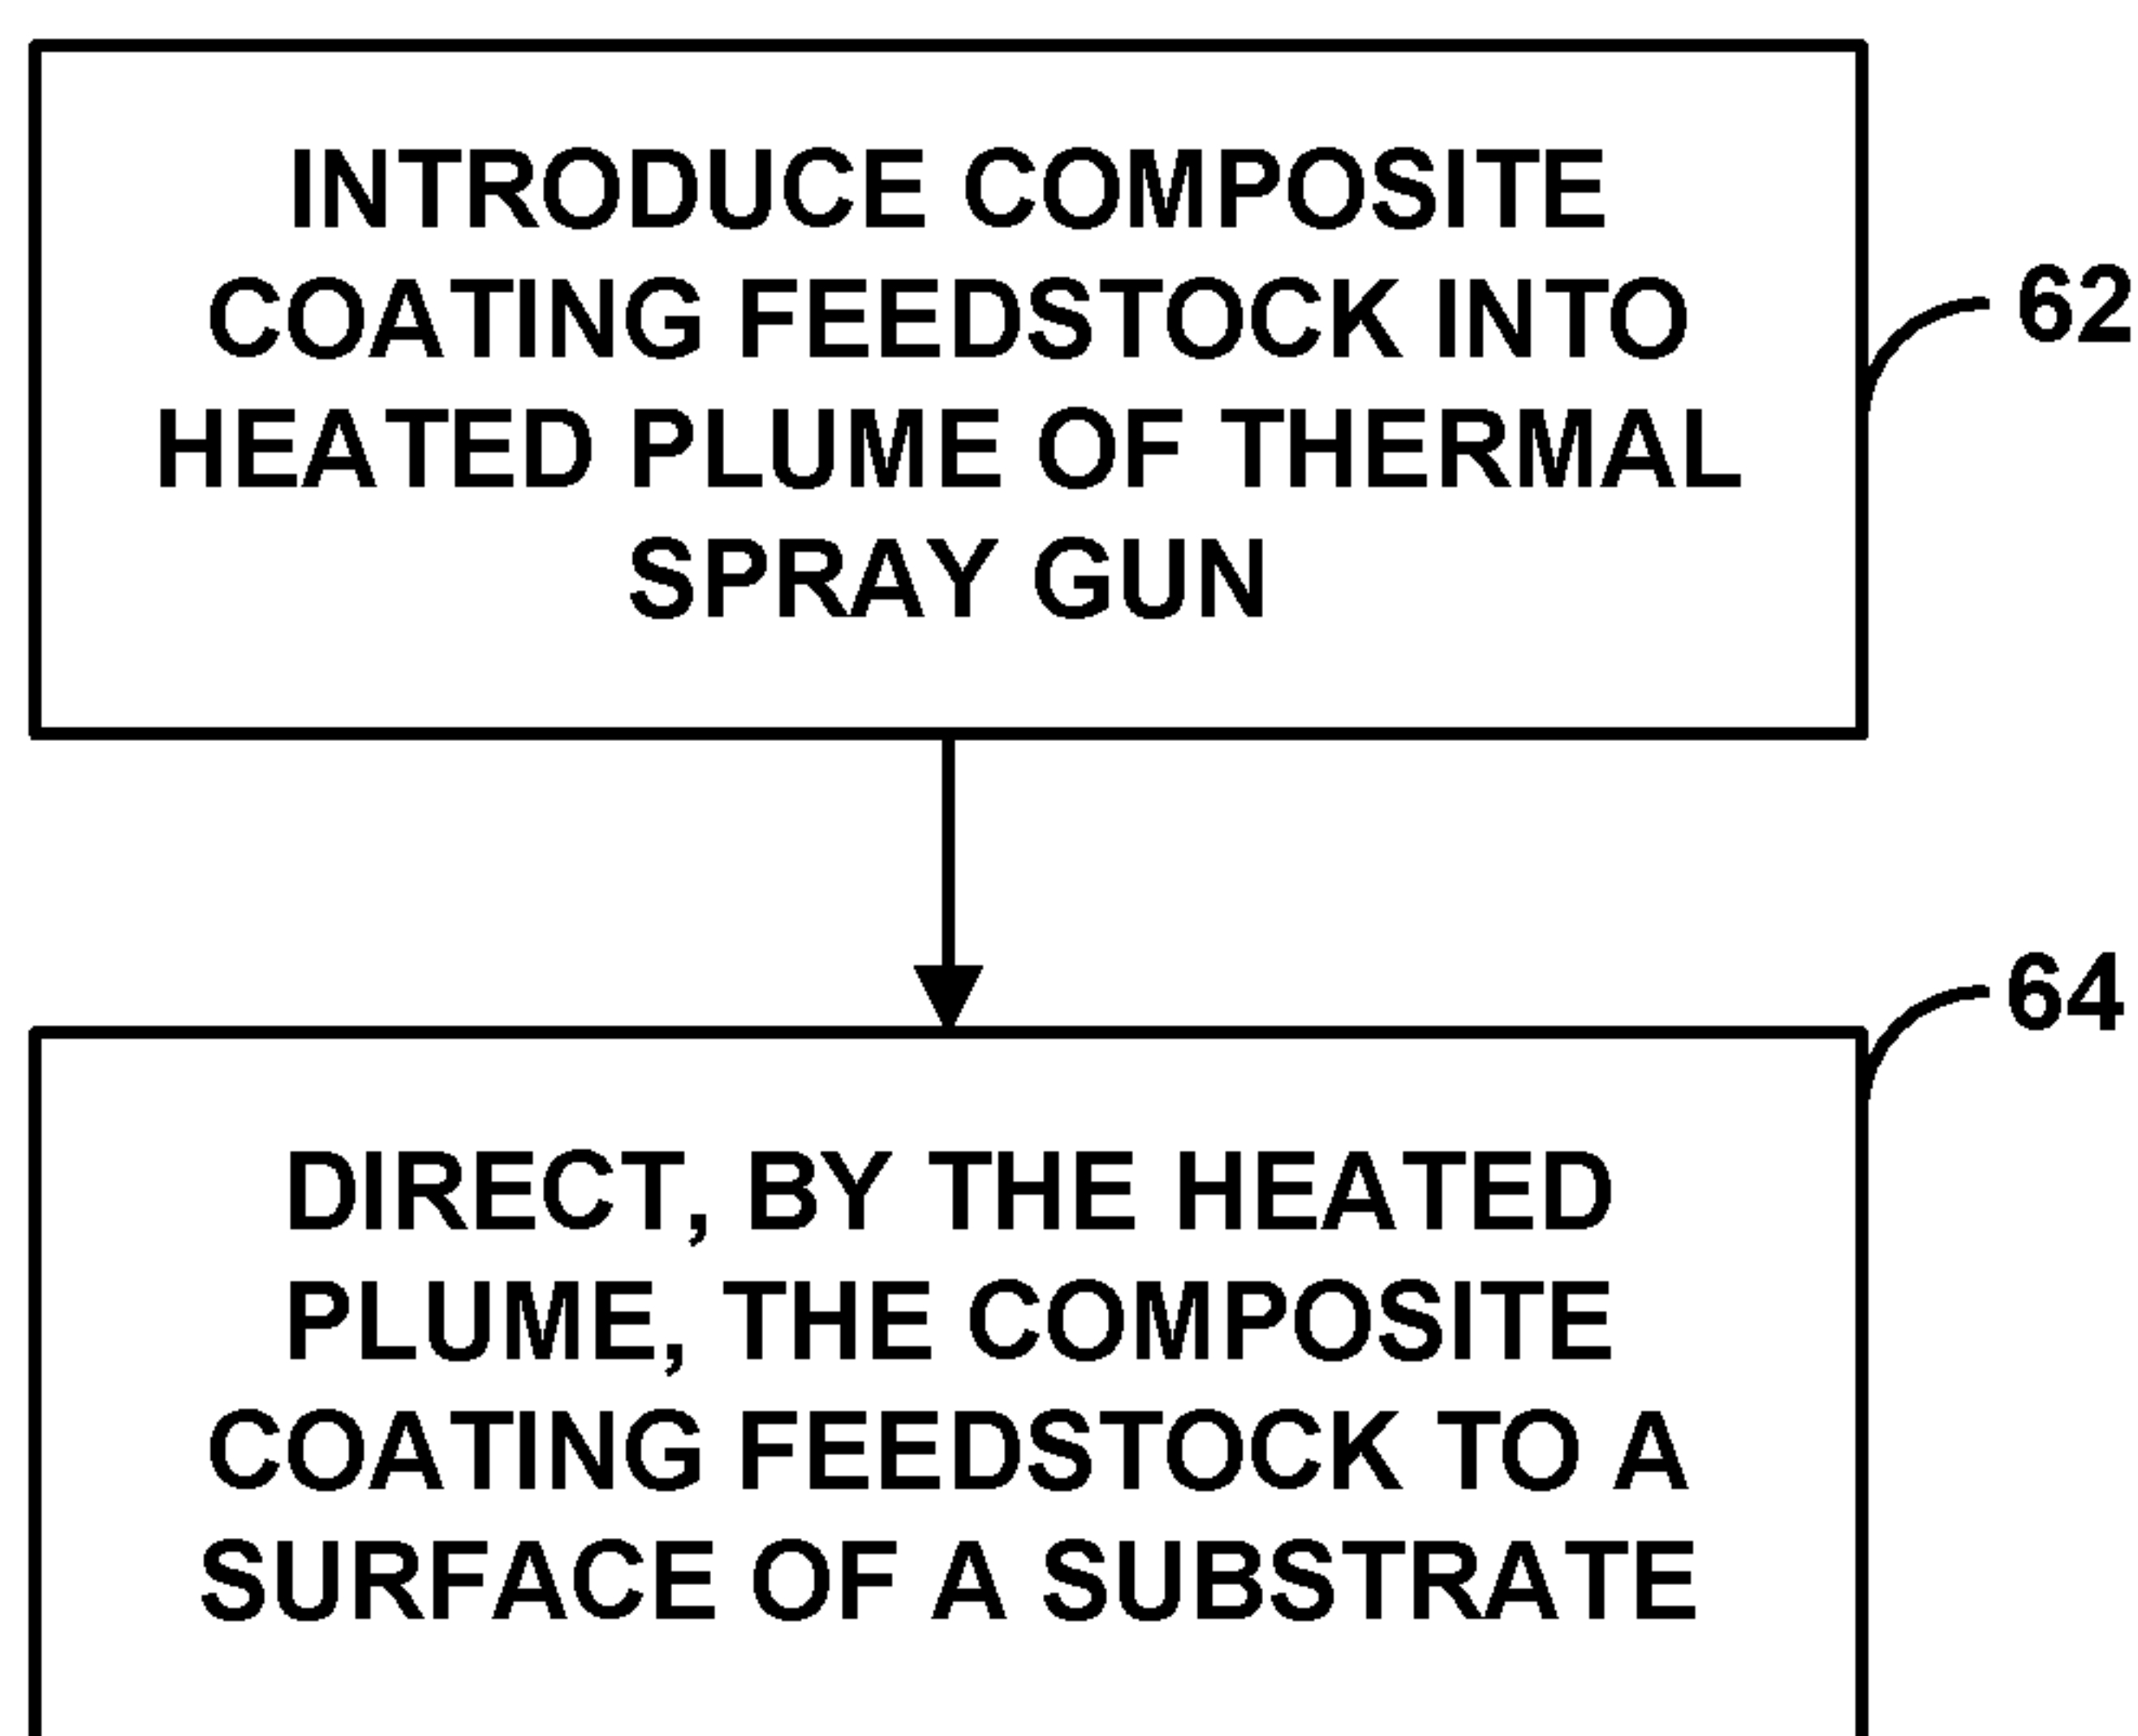 INTRODUCE COMPOSITE
COATING FEEDSTOCK INTO
HEATED PLUME OF THERMAL
SPRAY GUN
62
64
DIRECT, BY THE HEATED
PLUME, THE COMPOSITE
COATING FEEDSTOCK TO A
SURFACE OF A SUBSTRATE